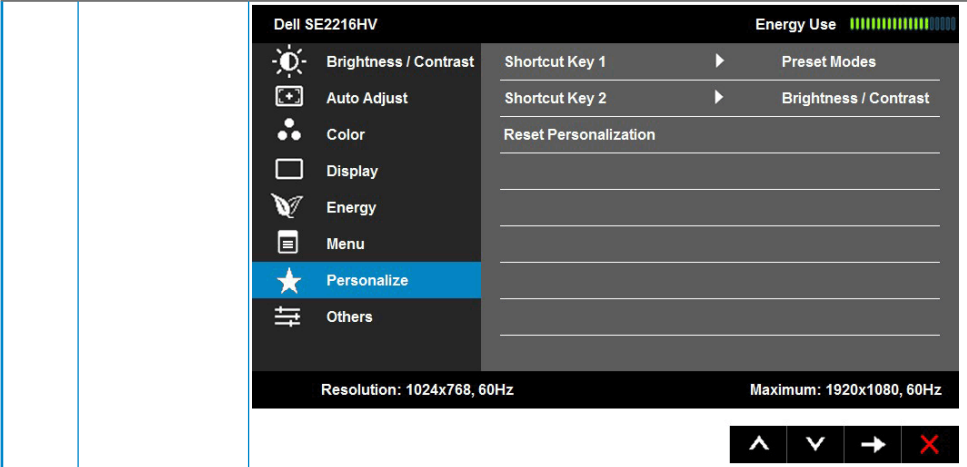 Dell SE2216HV Energy Use
Brightness / Contrast Shortcut Key 1 Preset Modes
Auto Adjust Shortcut Key 2 Brightness / Contrast
Color Reset Personalization
Display
Energy
Menu
Personalize
Others
Resolution: 1024x768, 60Hz Maximum: 1920x1080, 60Hz